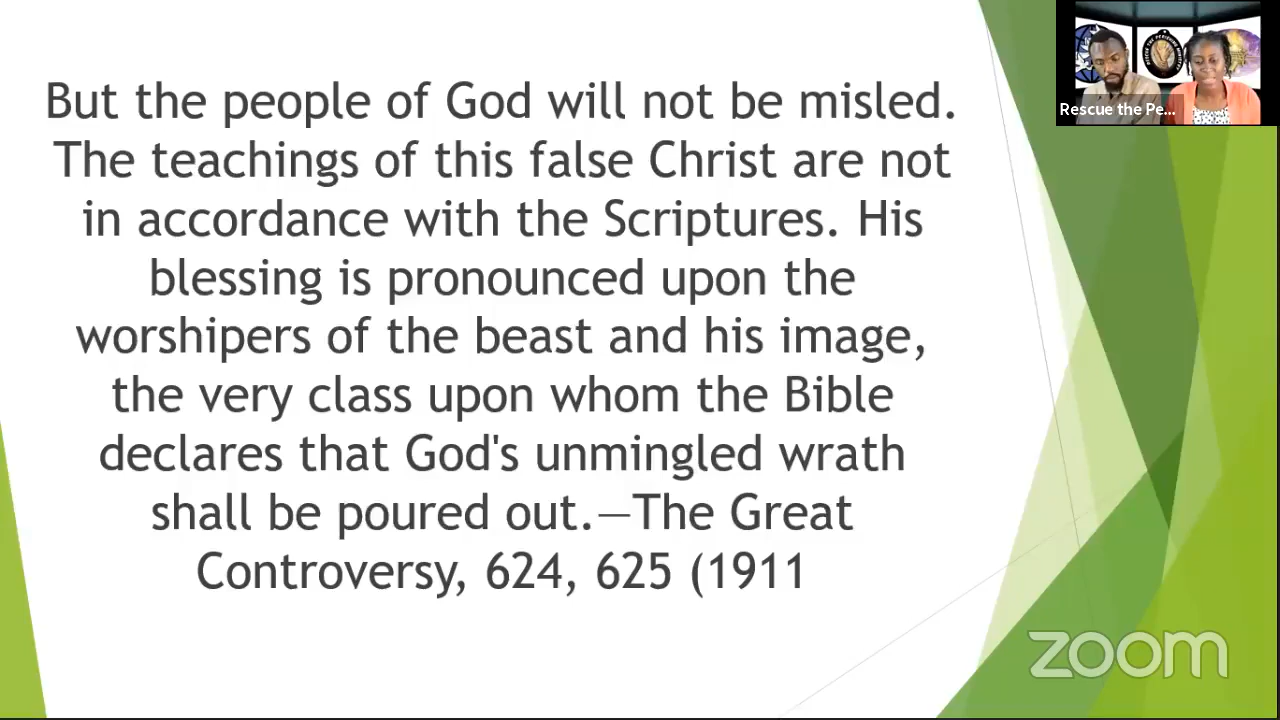 But the people of God will not be misled.
The teachings of this false Christ are not
in accordance with the Scriptures. His
blessing is pronounced upon the
worshipers of the beast and his image,
the very class upon whom the Bible
declares that God's unmingled wrath
shall be poured out.—The Great
Controversy, 624, 625 (1911
Rescue the Pe...
zoom